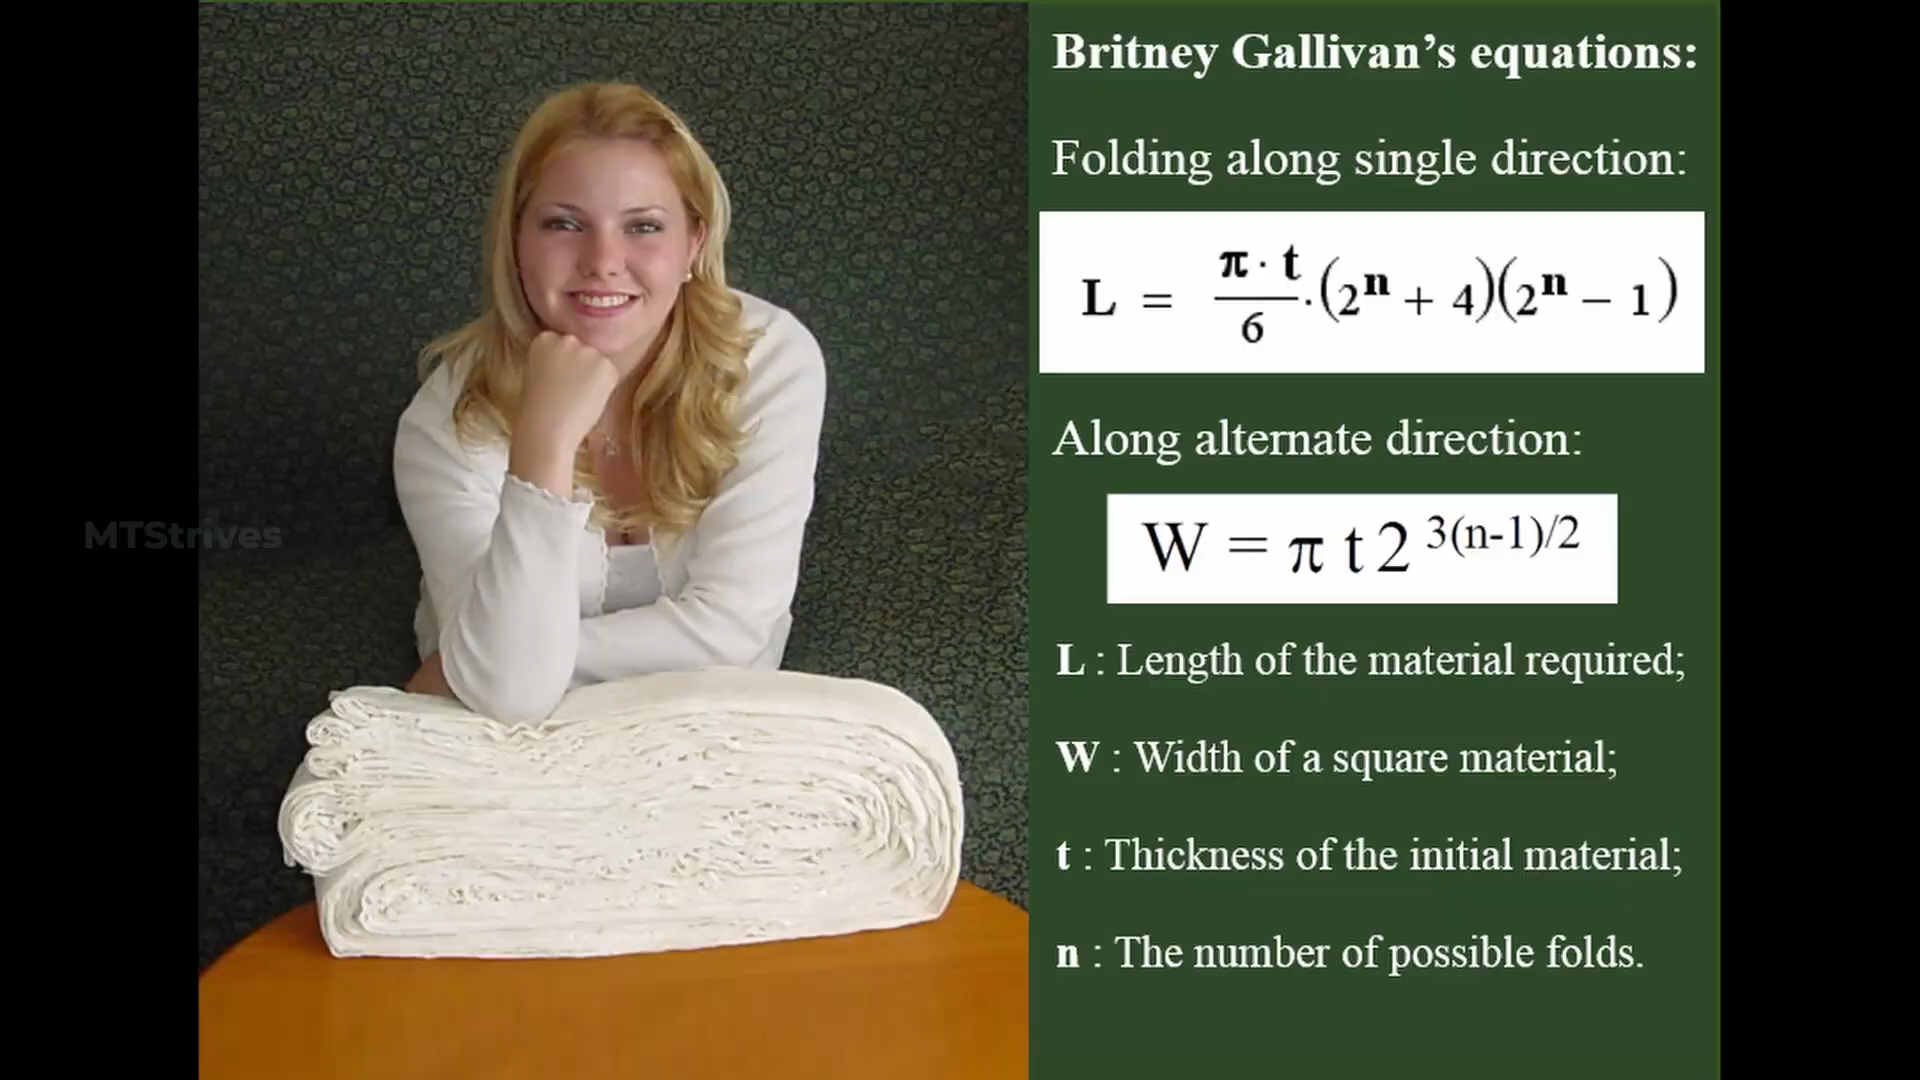 Britney Gallivan’s equations:
Folding along single direction:
L = π · t / 6 · (2ⁿ + 4)(2ⁿ − 1)
Along alternate direction:
W = π t 2 ^ 3(n-1)/2
MTStrives
L : Length of the material required;
W : Width of a square material;
t : Thickness of the initial material;
n : The number of possible folds.